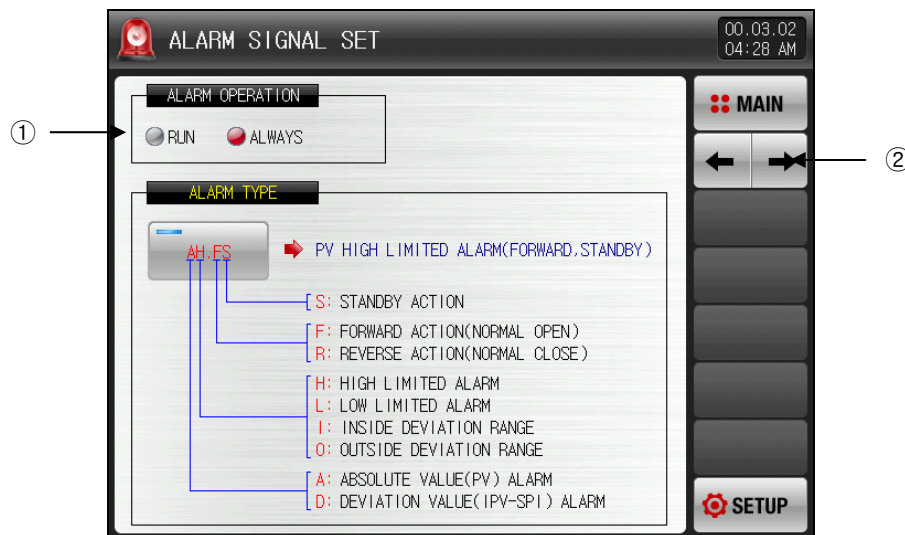 ALARM SIGNAL SET
00.03.02
04:28 AM
ALARM OPERATION
RUN
ALWAYS
①
②
MAIN
ALARM TYPE
AH.FS
PV HIGH LIMITED ALARM(FORWARD,STANDBY)
S: STANDBY ACTION
F: FORWARD ACTION(NORMAL OPEN)
R: REVERSE ACTION(NORMAL CLOSE)
H: HIGH LIMITED ALARM
L: LOW LIMITED ALARM
I: INSIDE DEVIATION RANGE
O: OUTSIDE DEVIATION RANGE
A: ABSOLUTE VALUE(PV) ALARM
D: DEVIATION VALUE(IPV-SPI) ALARM
SETUP